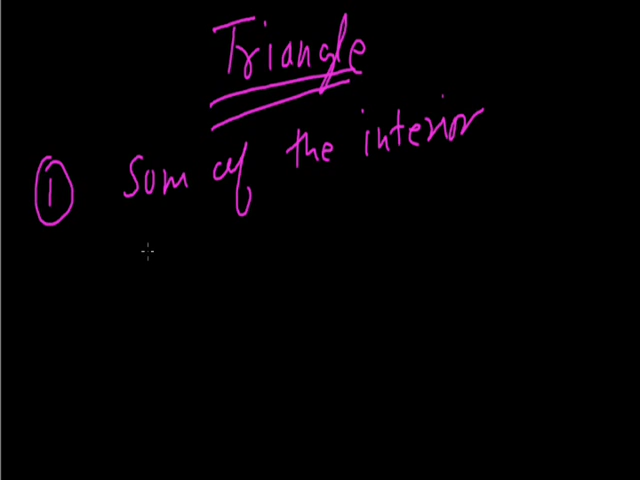 Triangle
① Sum of the interior